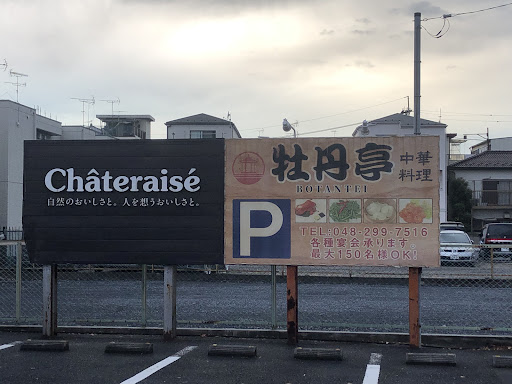 Châteraisé
自然のおいしさと。人を想うおいしさと。
牡丹亭
中華
料理
BOTANTEI
P
TEL:048-299-7516
各種宴会承ります。
最大150名様OK!